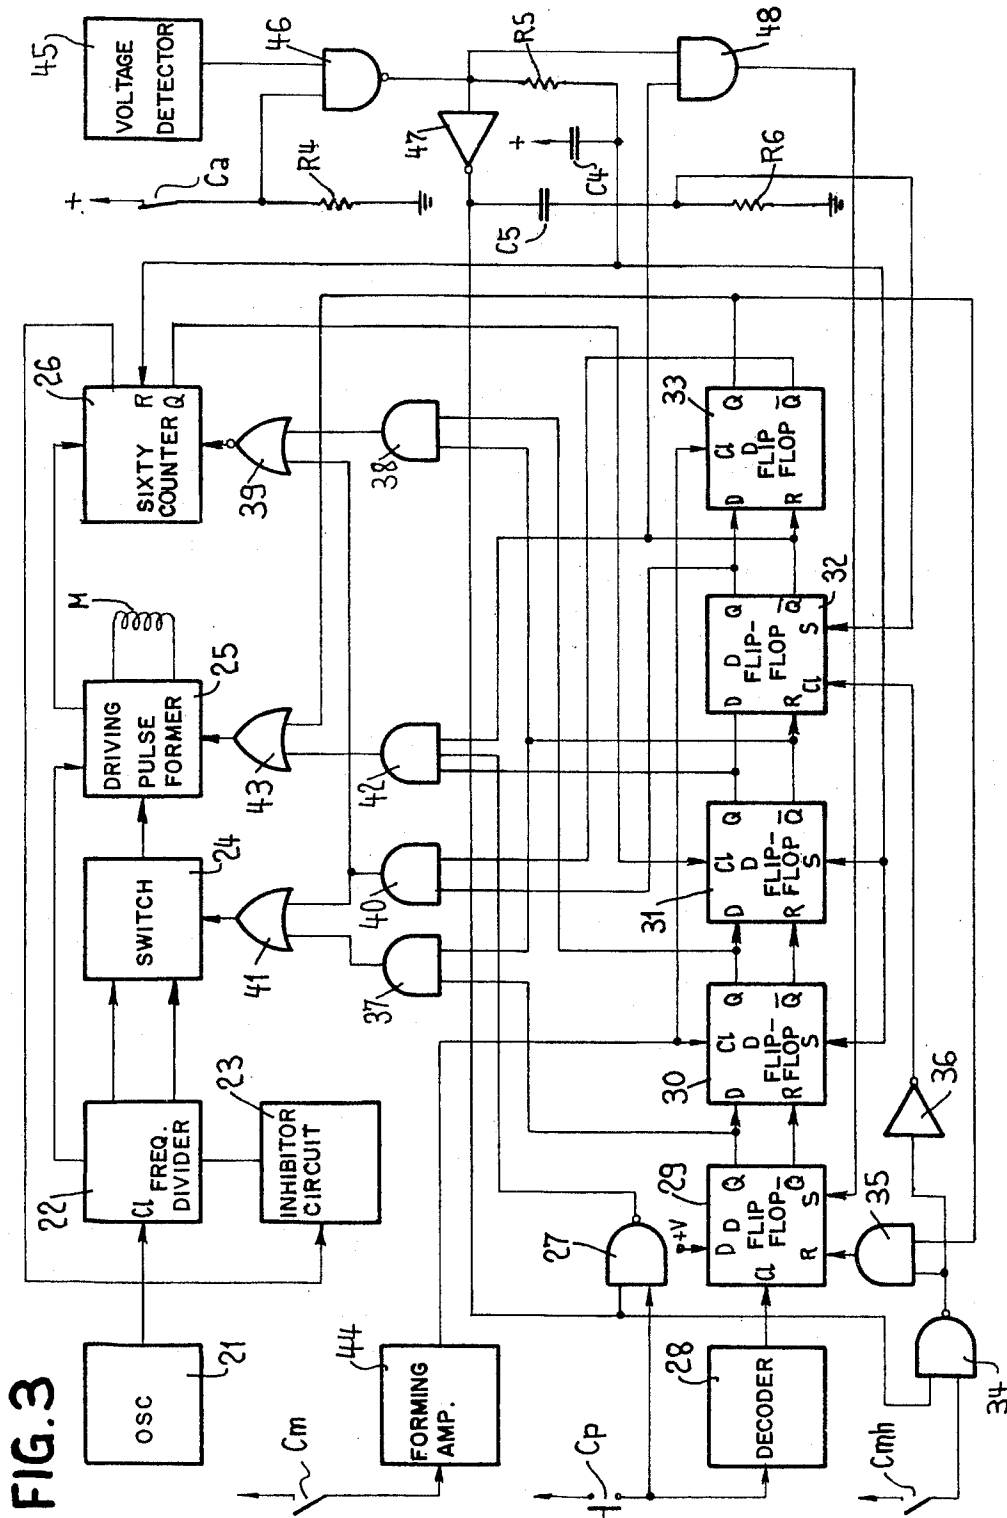 FIG.3
OSC
21
22
Cl
FREQ.
DIVIDER
23
INHIBITOR
CIRCUIT
SWITCH
24
DRIVING
PULSE
FORMER
25
M
26
SIXTY
COUNTER
R
Q
45
VOLTAGE
DETECTOR
46
+
Ca
R4
47
R5
+
C4
C5
R6
48
41
43
39
37
40
42
38
Cm
44
FORMING
AMP.
Cp
27
28
DECODER
+V
29
D
D
Q
FLIP
FLOP
Cl
Q̅
R
S
30
D
Cl
Q
D
FLIP-
FLOP
R
S
Q̅
31
D
Cl
Q
D
FLIP-
FLOP
R
S
Q̅
32
D
D
Q
FLIP-
FLOP
R
Cl
S
Q̅
33
D
Cl
Q
D
FLIP
FLOP
R
Q̅
Cmh
34
35
36